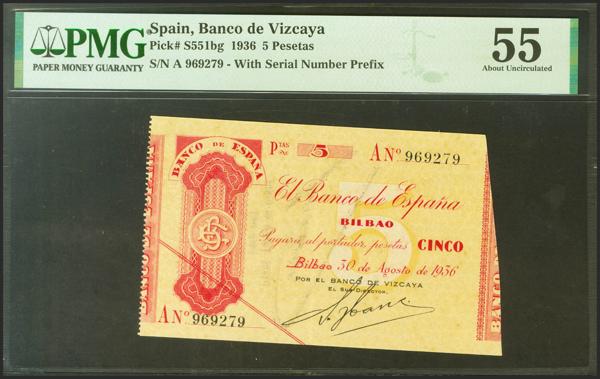 PMG
PAPER MONEY GUARANTY
Spain, Banco de Vizcaya
Pick# S551bg 1936 5 Pesetas
S/N A 969279 - With Serial Number Prefix
55
About Uncirculated
BANCO DE ESPAÑA
PTAS 5
A Nº 969279
El Banco de España
BILBAO
5
Pagará al portador pesetas CINCO
Bilbao 30 de Agosto de 1936
POR EL BANCO DE VIZCAYA
EL SUB-DIRECTOR,
A Nº 969279